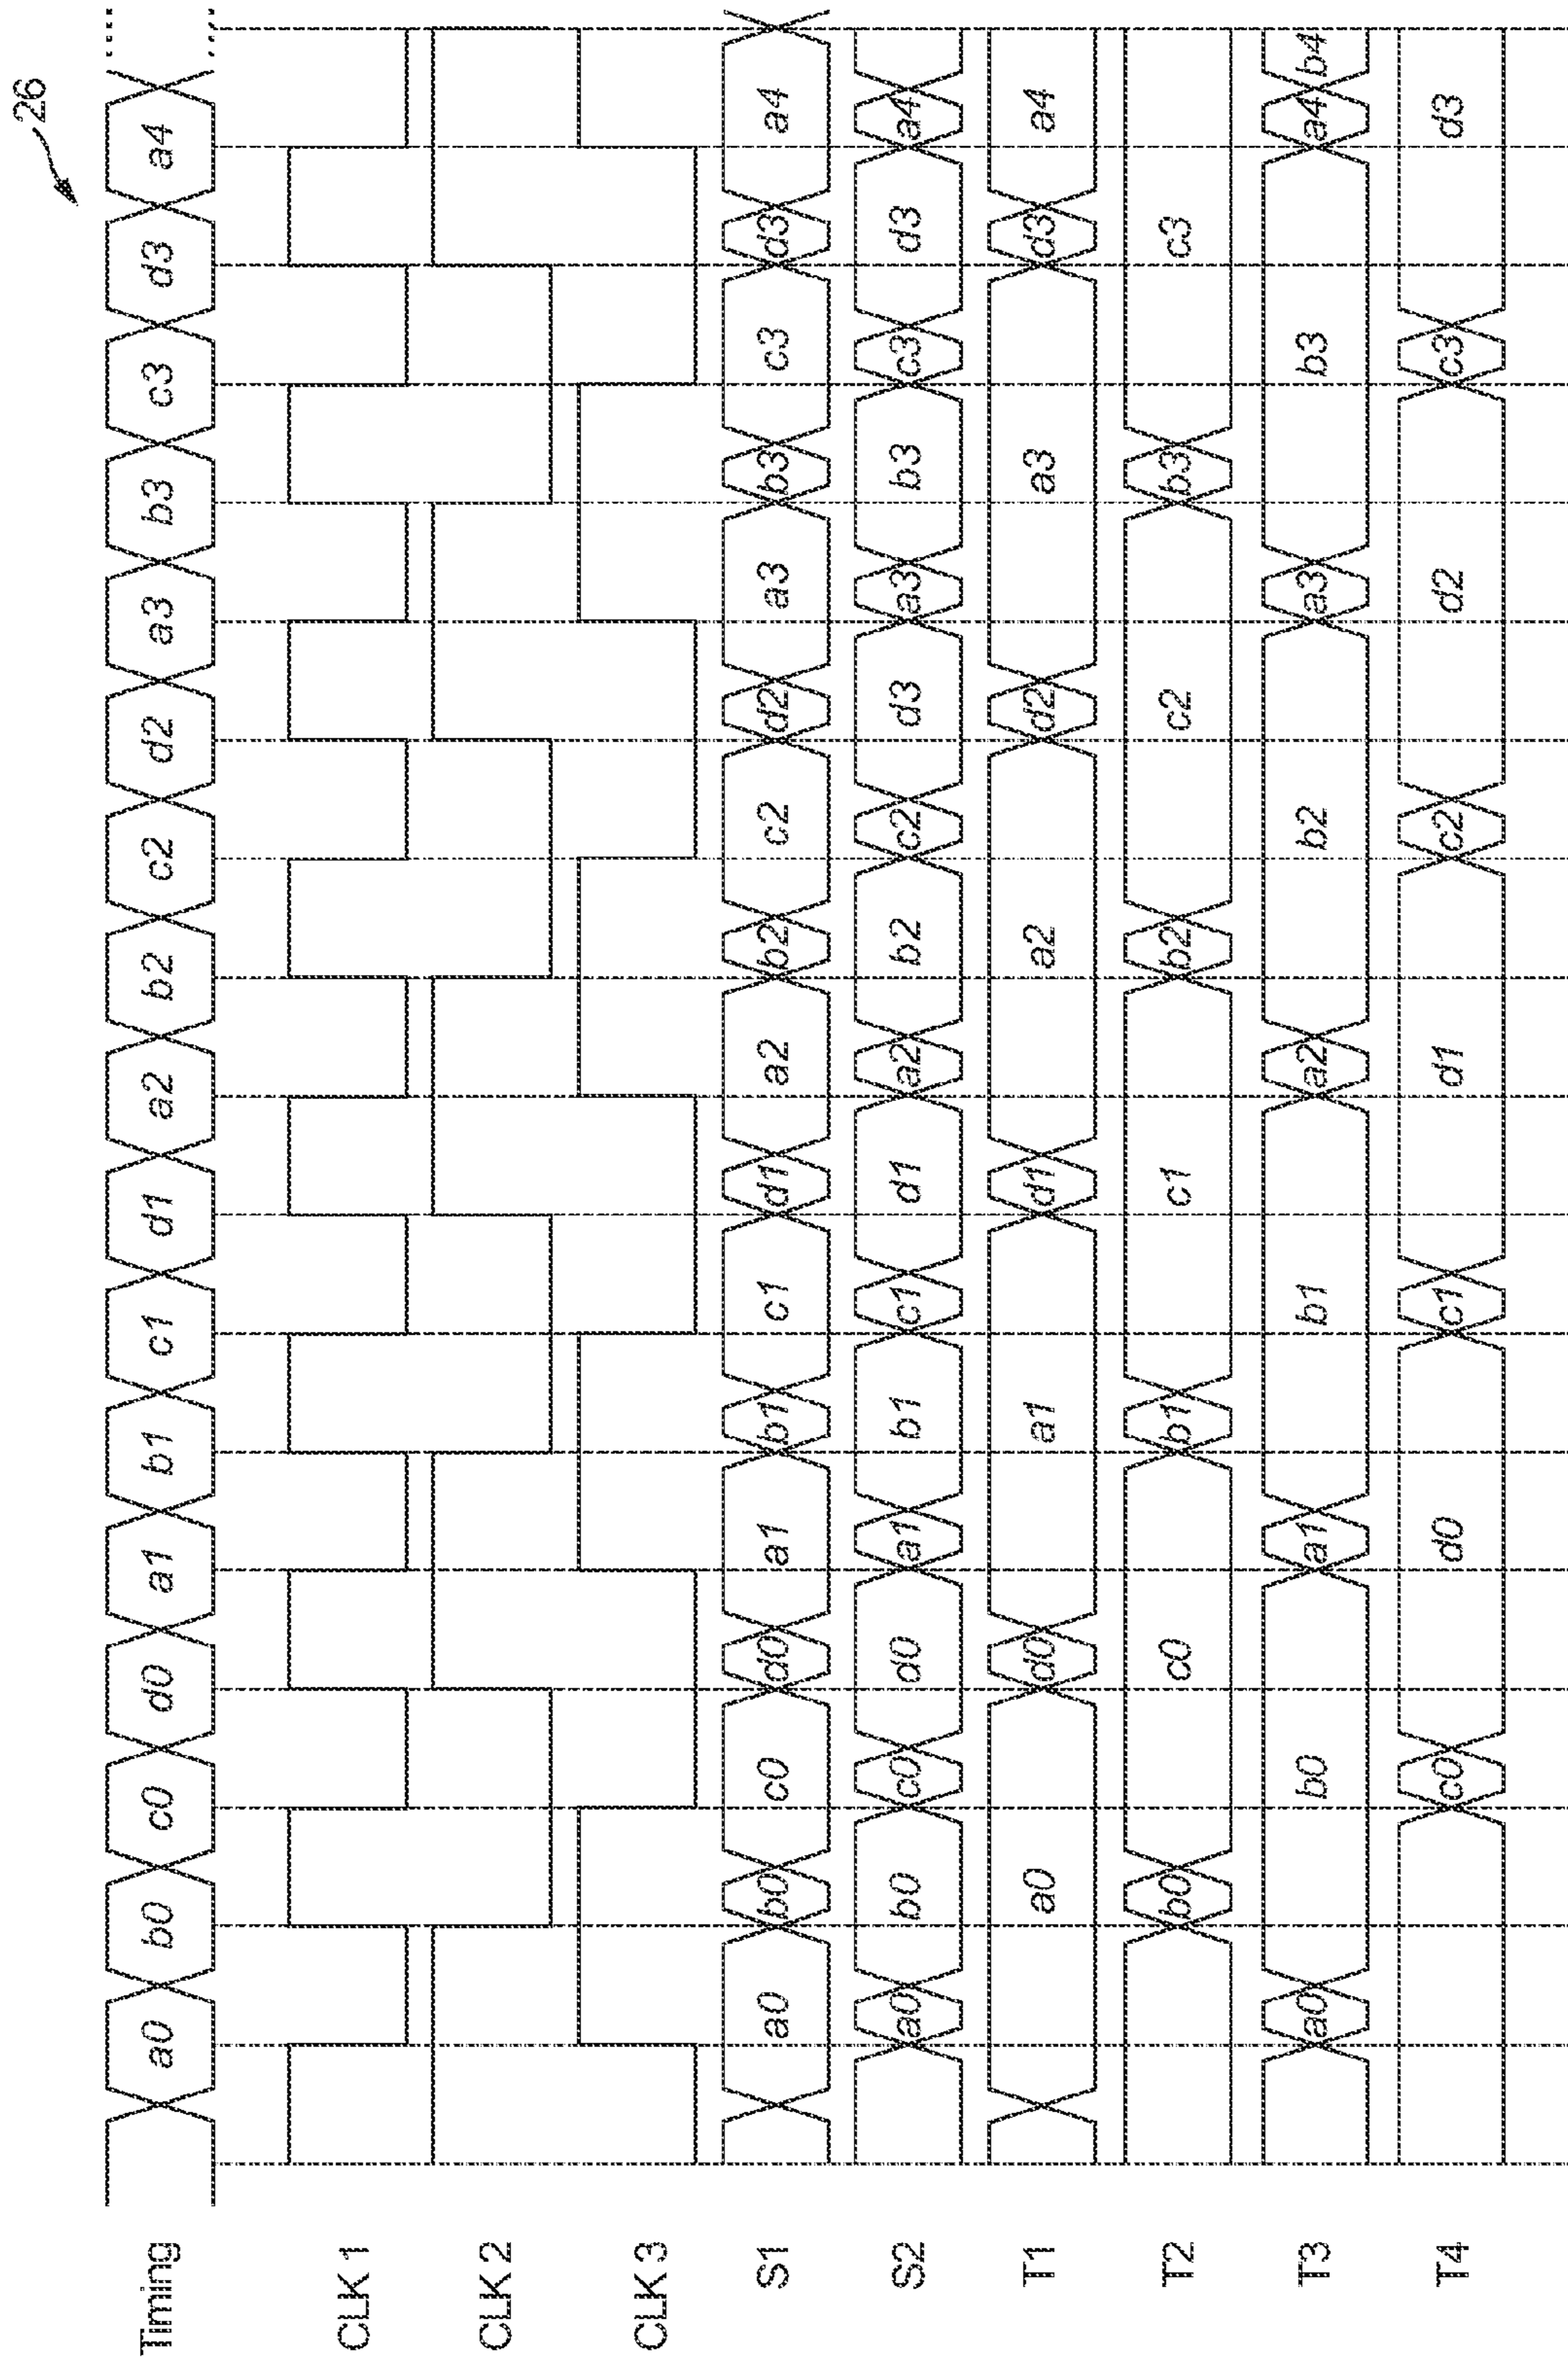 26
Timing a0 b0 c0 d0 a1 b1 c1 d1 a2 b2 c2 d2 a3 b3 c3 d3 a4
CLK 1
CLK 2
CLK 3
S1 a0 b0 c0 d0 a1 b1 c1 d1 a2 b2 c2 d2 a3 b3 c3 d3 a4
S2 a0 b0 c0 d0 a1 b1 c1 d1 a2 b2 c2 d3 a3 b3 c3 d3 a4
T1 a0 d0 a1 d1 a2 d2 a3 d3 a4
T2 b0 c0 b1 c1 b2 c2 b3 c3
T3 a0 b0 a1 b1 a2 b2 a3 b3 a4 b4
T4 c0 d0 c1 d1 c2 d2 c3 d3